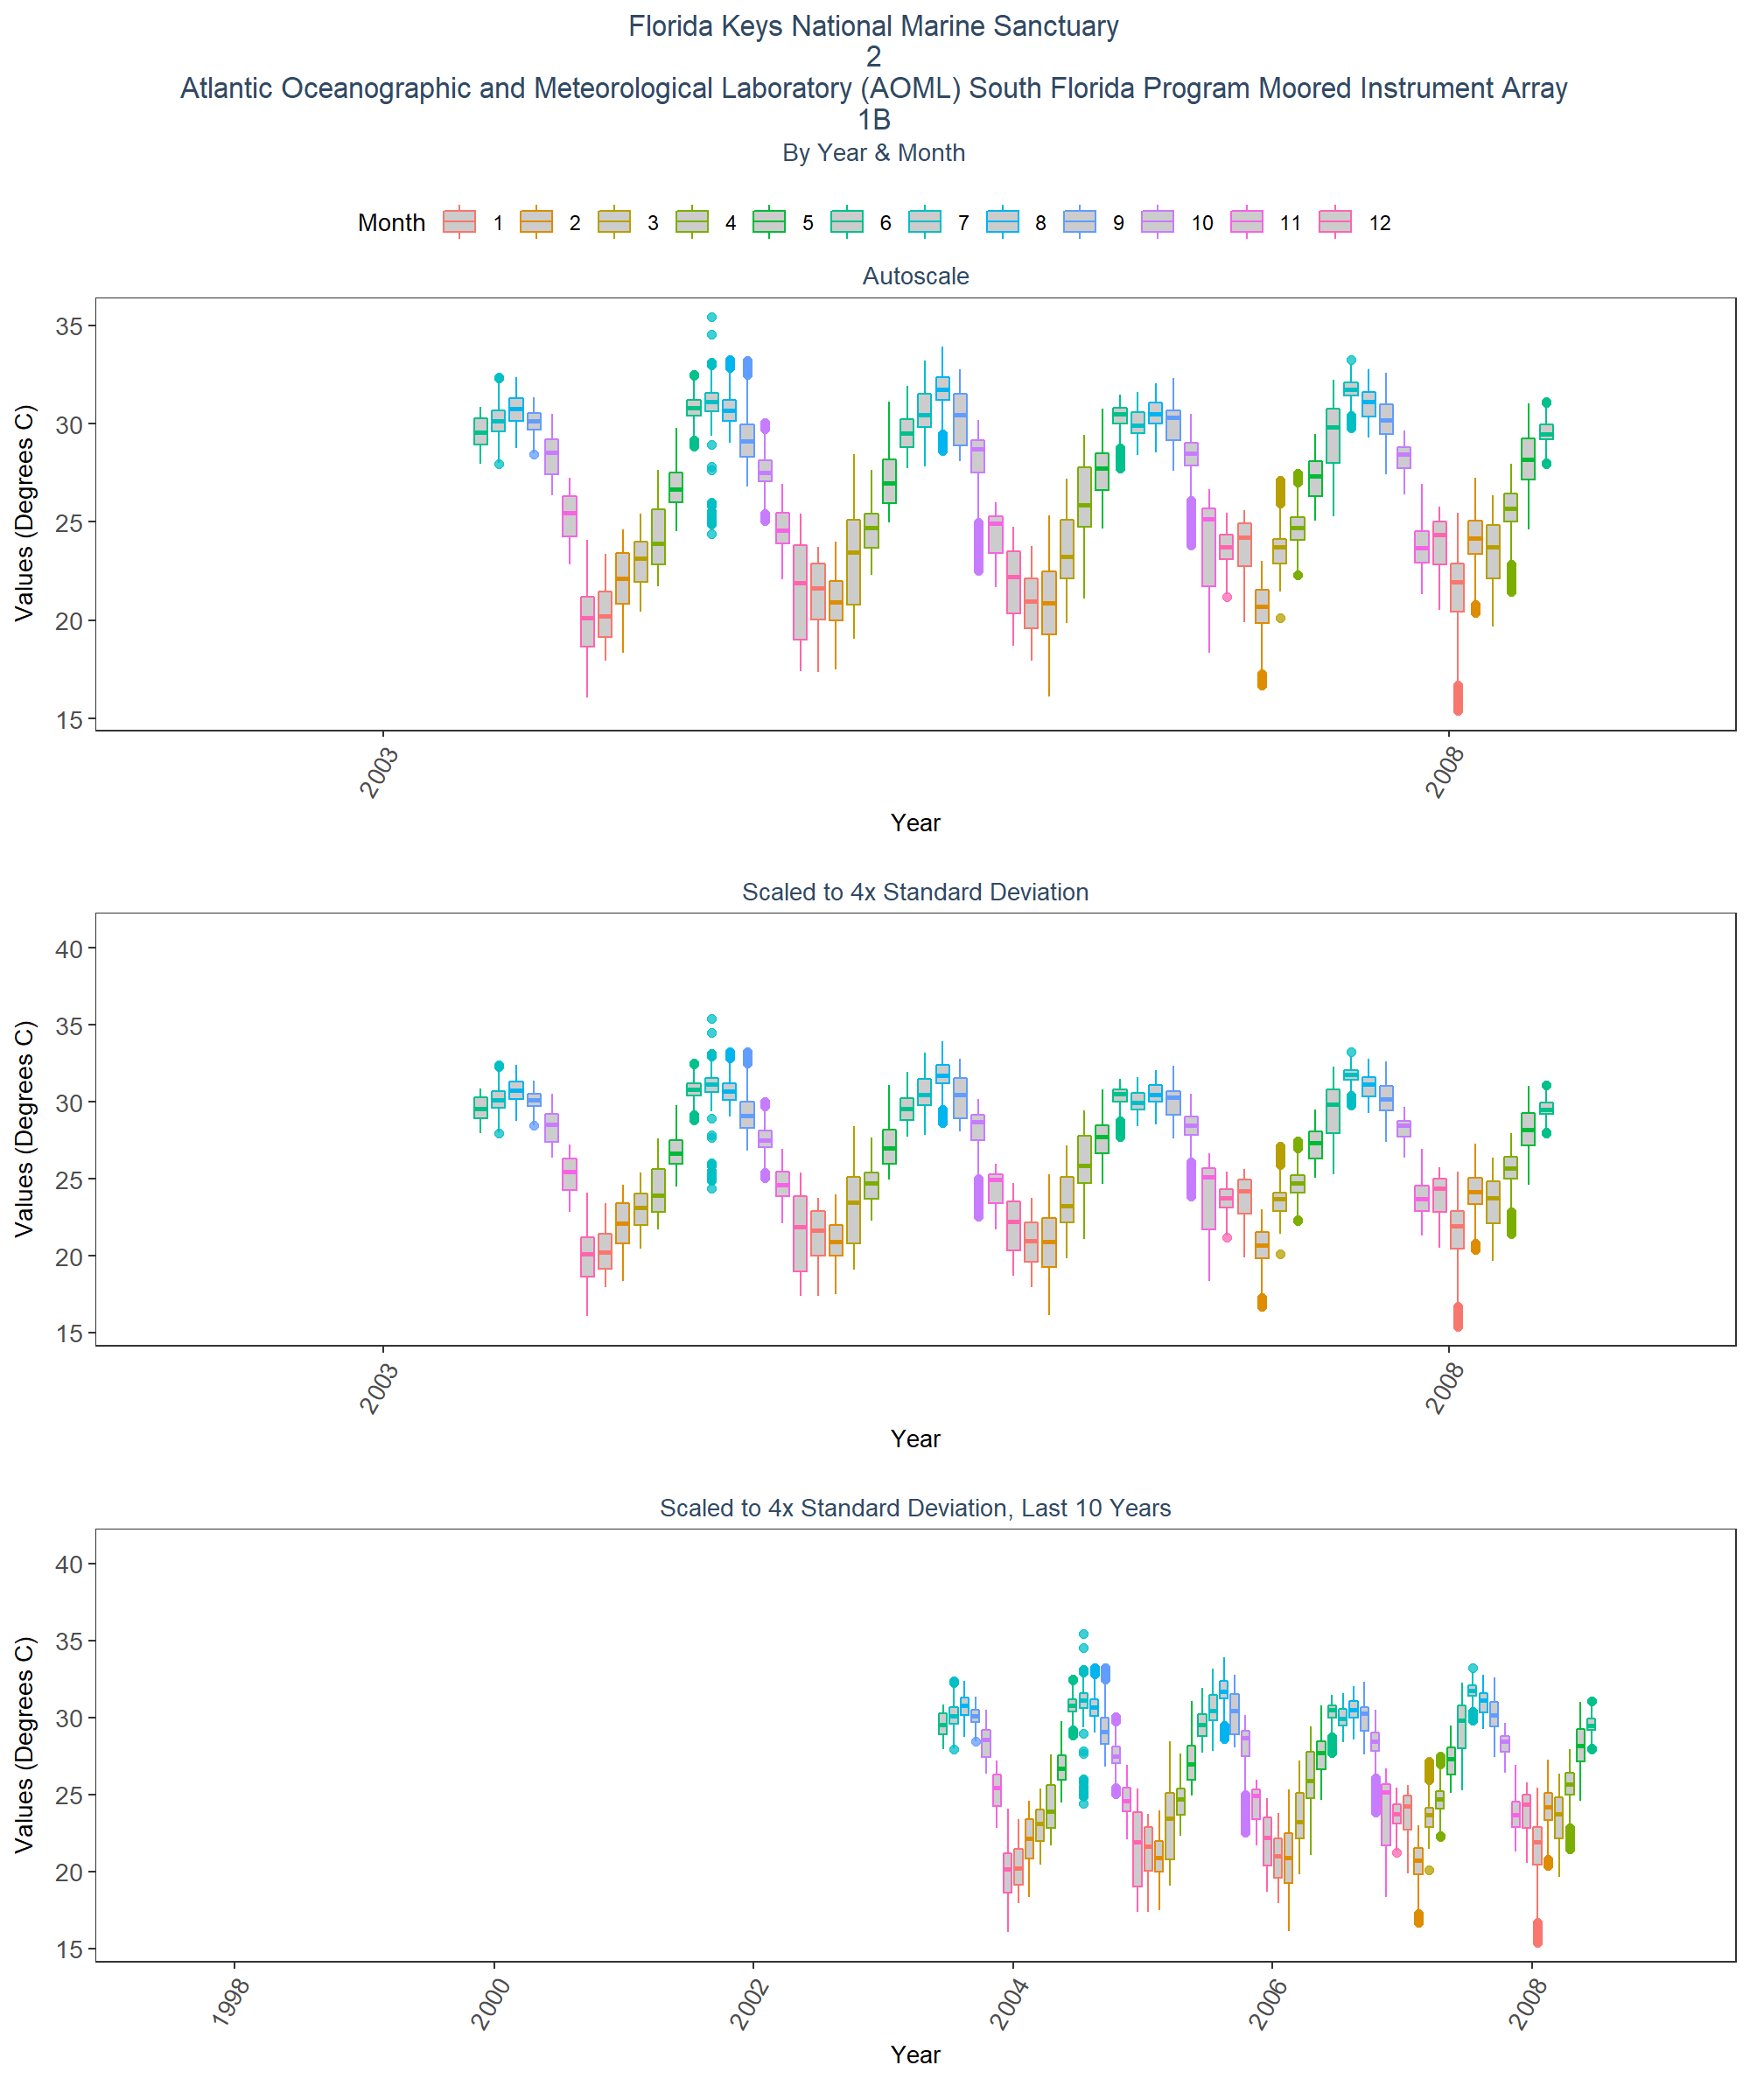 Florida Keys National Marine Sanctuary
2
Atlantic Oceanographic and Meteorological Laboratory (AOML) South Florida Program Moored Instrument Array
1B
By Year & Month
Month 1 2 3 4 5 6 7 8 9 10 11 12
Autoscale
Values (Degrees C)
35
30
25
20
15
2003 2008
Year
Scaled to 4x Standard Deviation
Values (Degrees C)
40
35
30
25
20
15
2003 2008
Year
Scaled to 4x Standard Deviation, Last 10 Years
Values (Degrees C)
40
35
30
25
20
15
1998 2000 2002 2004 2006 2008
Year